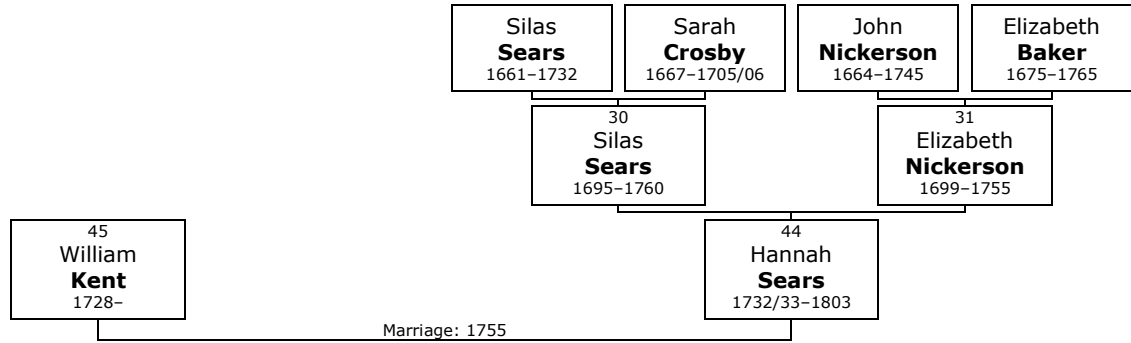 Silas
Sears
1661–1732
Sarah
Crosby
1667–1705/06
John
Nickerson
1664–1745
Elizabeth
Baker
1675–1765
30
Silas
Sears
1695–1760
31
Elizabeth
Nickerson
1699–1755
45
William
Kent
1728–
44
Hannah
Sears
1732/33–1803
Marriage: 1755